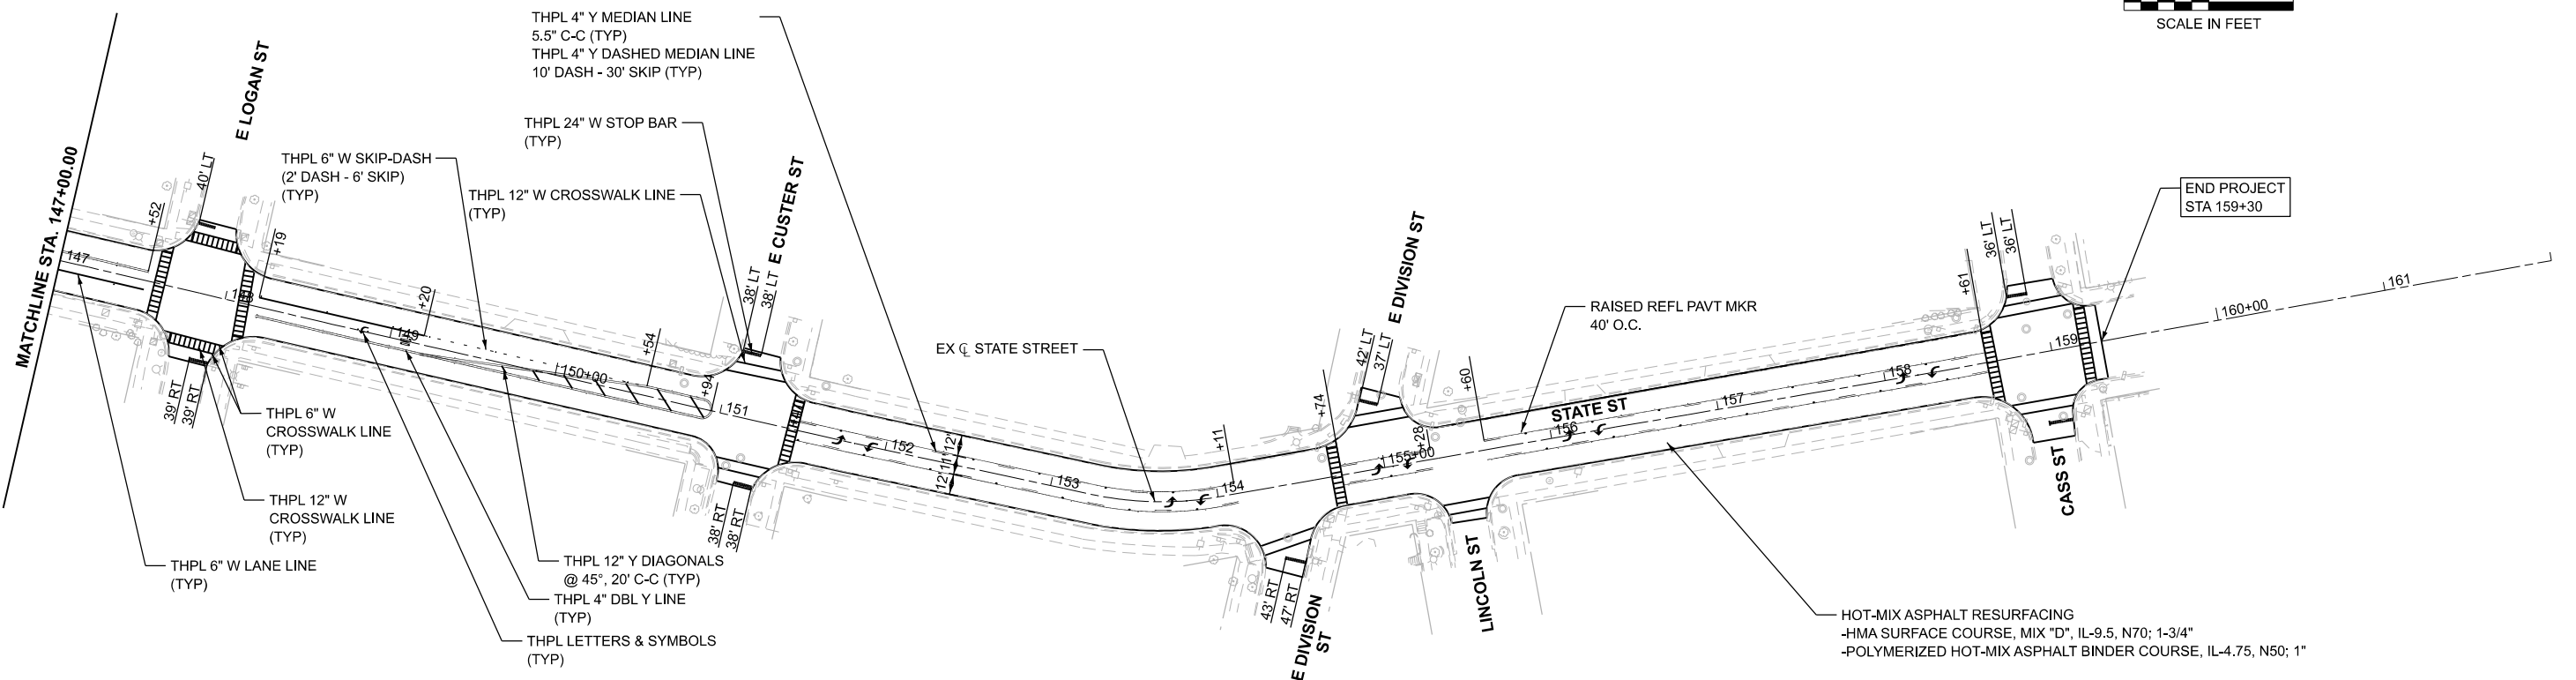 THPL 4" Y MEDIAN LINE
5.5" C-C (TYP)
THPL 4" Y DASHED MEDIAN LINE
10' DASH - 30' SKIP (TYP)
SCALE IN FEET
E LOGAN ST
THPL 24" W STOP BAR
(TYP)
THPL 6" W SKIP-DASH
(2' DASH - 6' SKIP)
(TYP)
THPL 12" W CROSSWALK LINE
(TYP)
E CUSTER ST
MATCHLINE STA. 147+00.00
40' LT
+52
+19
+20
+54
+94
38' LT
38' LT
E DIVISION ST
END PROJECT
STA 159+30
EX ℄ STATE STREET
RAISED REFL PAVT MKR
40' O.C.
42' LT
37' LT
+11
+74
+28
+60
+61
36' LT
36' LT
STATE ST
147
148
149
150+00
151
152
153
154
155+00
156
157
158
159
160+00
161
12'
11'
11'
12'
39' RT
39' RT
THPL 6" W
CROSSWALK LINE
(TYP)
THPL 12" W
CROSSWALK LINE
(TYP)
THPL 6" W LANE LINE
(TYP)
38' RT
38' RT
THPL 12" Y DIAGONALS
@ 45°, 20' C-C (TYP)
THPL 4" DBL Y LINE
(TYP)
THPL LETTERS & SYMBOLS
(TYP)
43' RT
47' RT
E DIVISION
ST
LINCOLN ST
CASS ST
HOT-MIX ASPHALT RESURFACING
-HMA SURFACE COURSE, MIX "D", IL-9.5, N70; 1-3/4"
-POLYMERIZED HOT-MIX ASPHALT BINDER COURSE, IL-4.75, N50; 1"